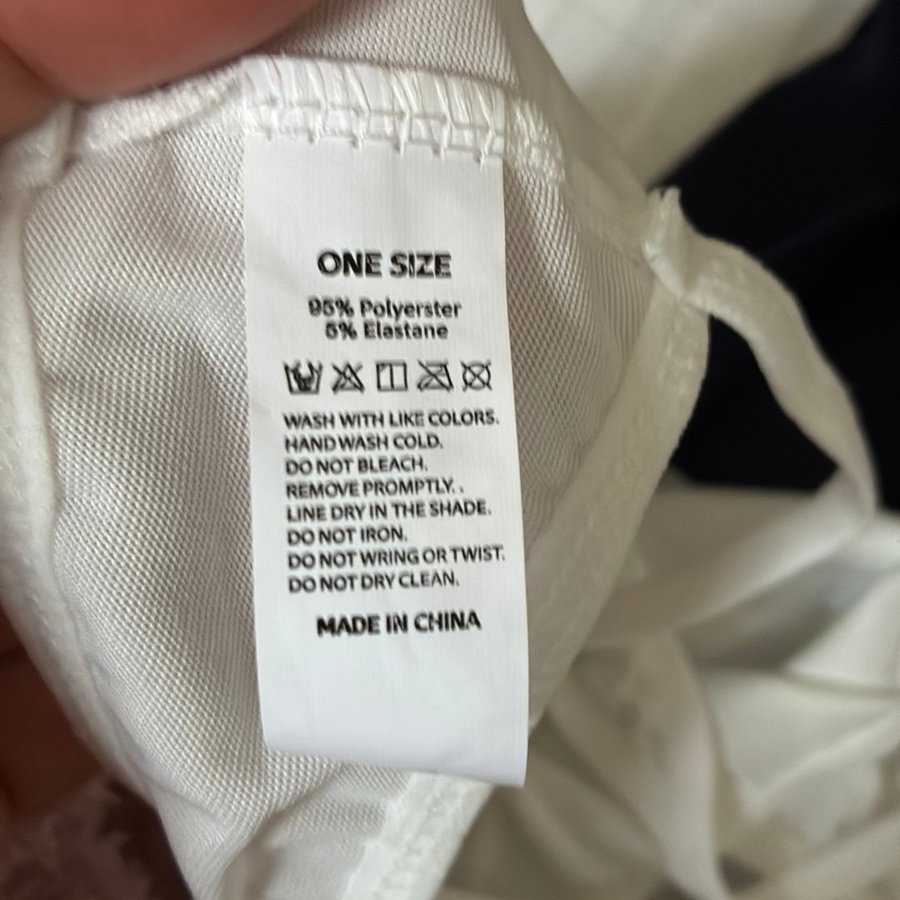 ONE SIZE
95% Polyerster
5% Elastane
WASH WITH LIKE COLORS.
HAND WASH COLD.
DO NOT BLEACH.
REMOVE PROMPTLY. .
LINE DRY IN THE SHADE.
DO NOT IRON.
DO NOT WRING OR TWIST.
DO NOT DRY CLEAN.
MADE IN CHINA